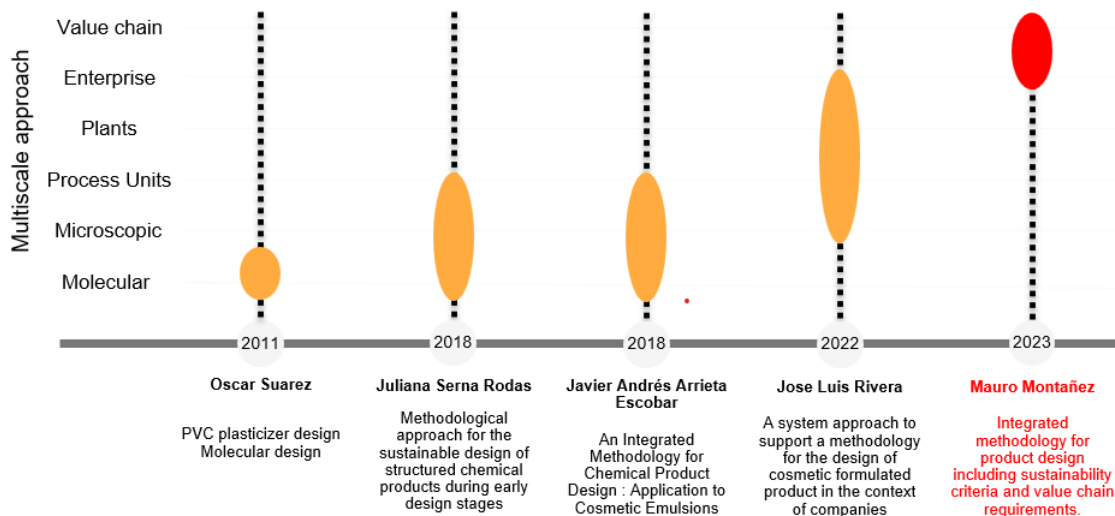 Multiscale approach
Value chain
Enterprise
Plants
Process Units
Microscopic
Molecular
2011
2018
2018
2022
2023
Oscar Suarez
PVC plasticizer design
Molecular design
Juliana Serna Rodas
Methodological
approach for the
sustainable design of
structured chemical
products during early
design stages
Javier Andrés Arrieta
Escobar
An Integrated
Methodology for
Chemical Product
Design : Application to
Cosmetic Emulsions
Jose Luis Rivera
A system approach to
support a methodology
for the design of
cosmetic formulated
product in the context
of companies
Mauro Montañez
Integrated
methodology for
product design
including sustainability
criteria and value chain
requirements.